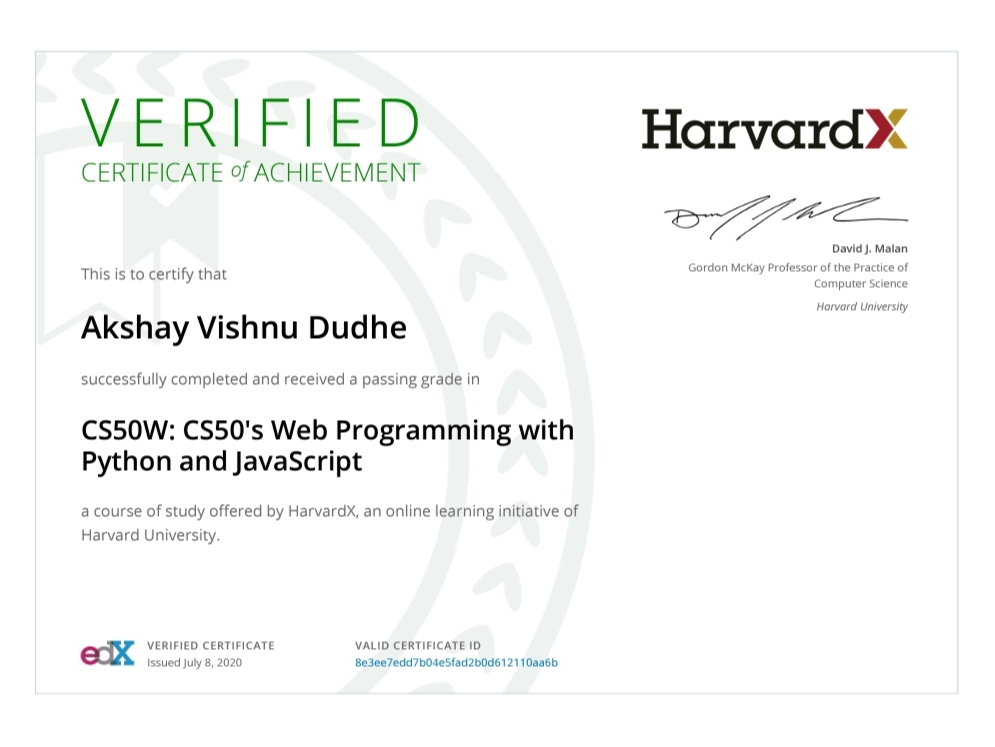 VERIFIED
CERTIFICATE of ACHIEVEMENT
This is to certify that
Akshay Vishnu Dudhe
successfully completed and received a passing grade in
CS50W: CS50's Web Programming with
Python and JavaScript
a course of study offered by HarvardX, an online learning initiative of
Harvard University.
HarvardX
David J. Malan
Gordon McKay Professor of the Practice of
Computer Science
Harvard University
edX
VERIFIED CERTIFICATE
Issued July 8, 2020
VALID CERTIFICATE ID
8e3ee7edd7b04e5fad2b0d612110aa6b